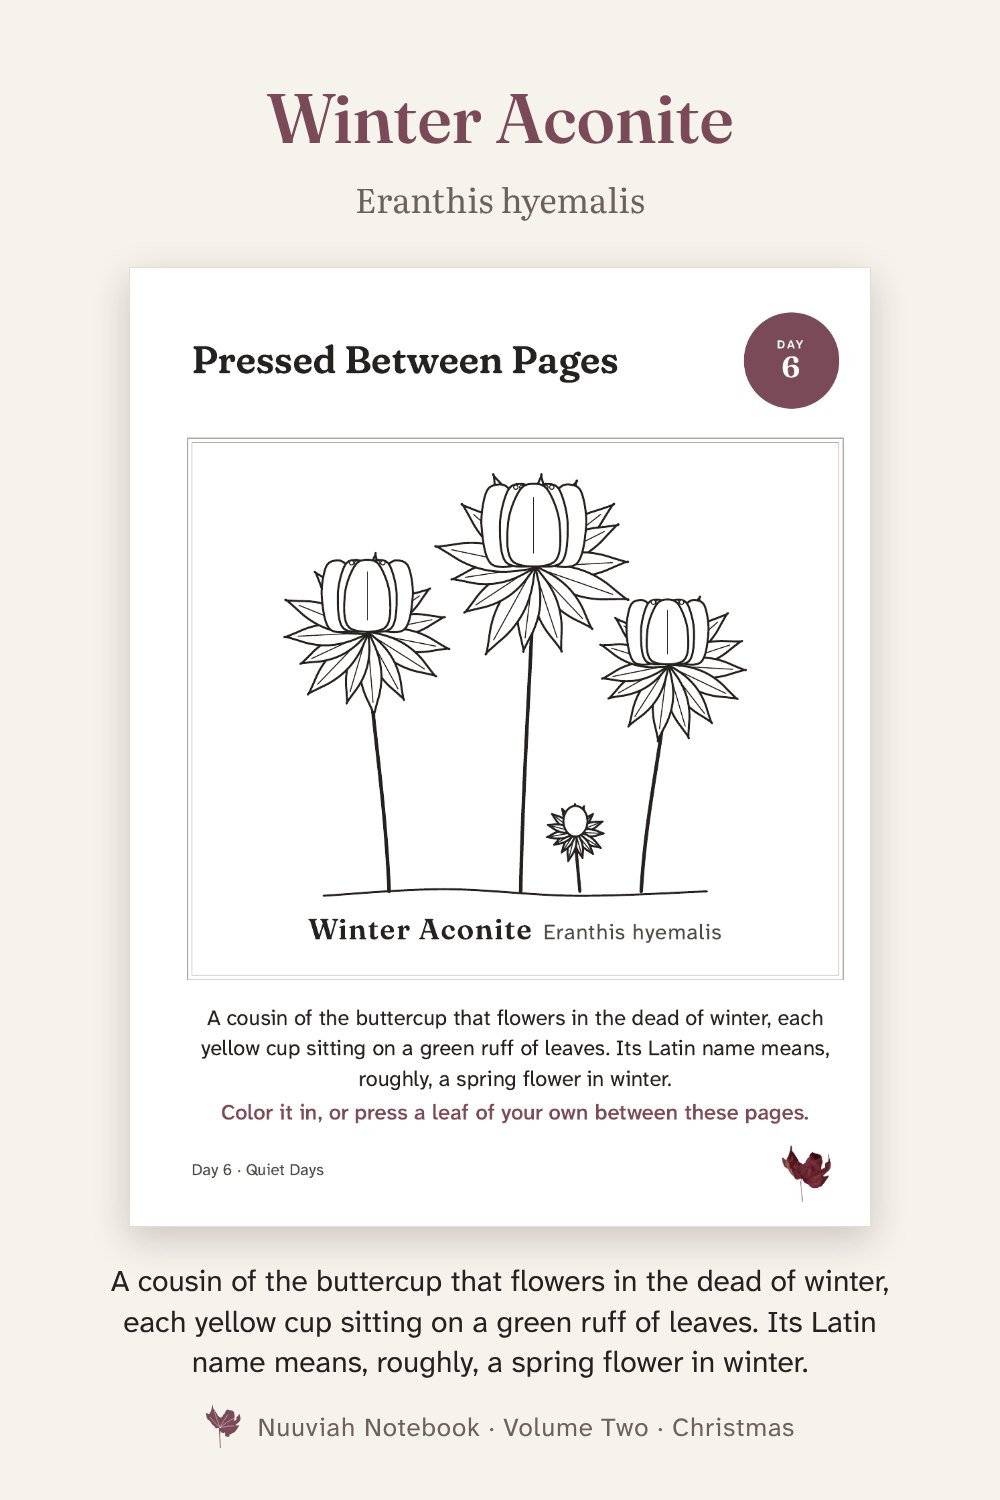 Winter Aconite
Eranthis hyemalis
Pressed Between Pages
DAY
6
Winter Aconite Eranthis hyemalis
A cousin of the buttercup that flowers in the dead of winter, each
yellow cup sitting on a green ruff of leaves. Its Latin name means,
roughly, a spring flower in winter.
Color it in, or press a leaf of your own between these pages.
Day 6 · Quiet Days
A cousin of the buttercup that flowers in the dead of winter,
each yellow cup sitting on a green ruff of leaves. Its Latin
name means, roughly, a spring flower in winter.
Nuuviah Notebook · Volume Two · Christmas